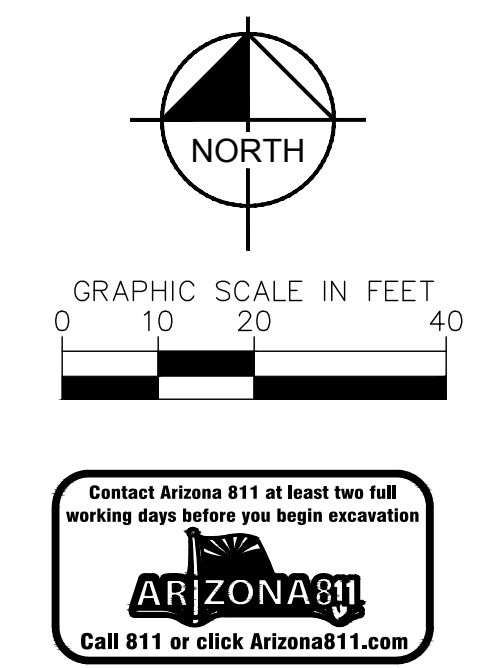 NORTH
GRAPHIC SCALE IN FEET
0 10 20 40
Contact Arizona 811 at least two full
working days before you begin excavation
ARIZONA811
Call 811 or click Arizona811.com